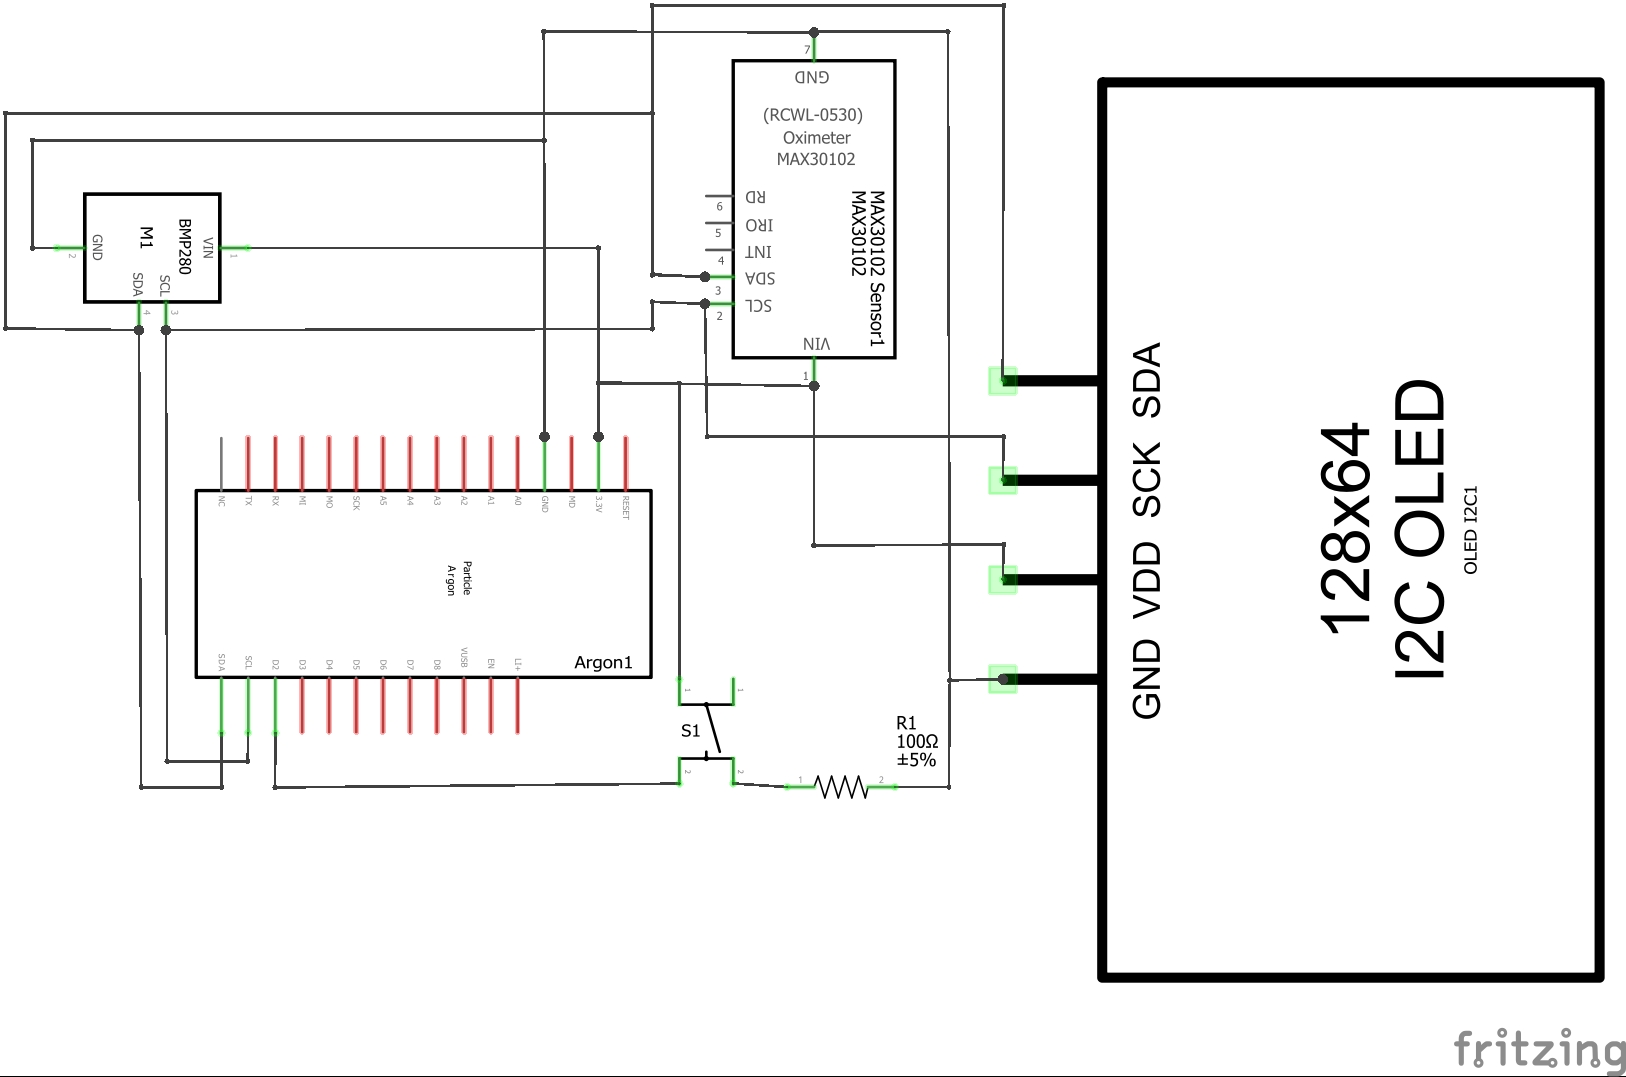 7
GND
(RCWL-0530)
Oximeter
MAX30102
RD
6
IRO
5
INT
4
SDA
3
SCL
2
VIN
1
MAX30102 Sensor1
MAX30102
M1
BMP280
VIN
1
GND
2
SDA
4
SCL
3
NC
TX
RX
MI
MO
SCK
A5
A4
A3
A2
A1
A0
GND
MD
3.3V
RESET
Particle
Argon
SDA
SCL
D2
D3
D4
D5
D6
D7
D8
VUSB
EN
LI+
Argon1
1
1
S1
2
2
R1
100Ω
±5%
1
2
GND VDD SCK SDA
128x64
I2C OLED
OLED I2C1
fritzing